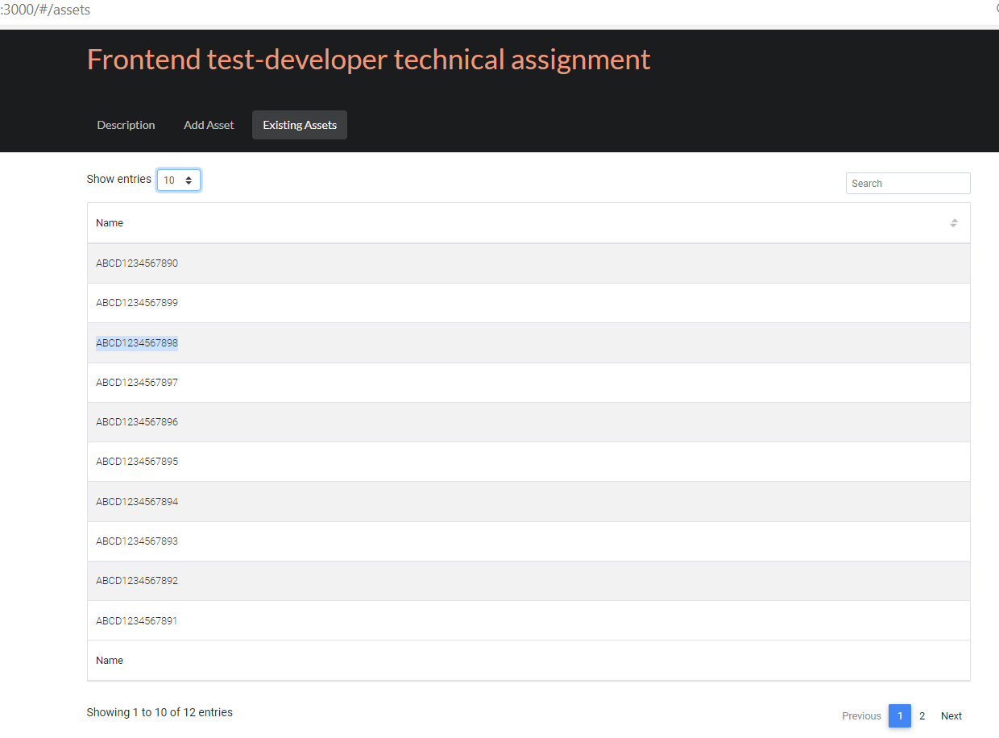 :3000/#/assets
Frontend test-developer technical assignment
Description Add Asset Existing Assets
Show entries 10 Search
Name
ABCD1234567890
ABCD1234567899
ABCD1234567898
ABCD1234567897
ABCD1234567896
ABCD1234567895
ABCD1234567894
ABCD1234567893
ABCD1234567892
ABCD1234567891
Name
Showing 1 to 10 of 12 entries Previous 1 2 Next